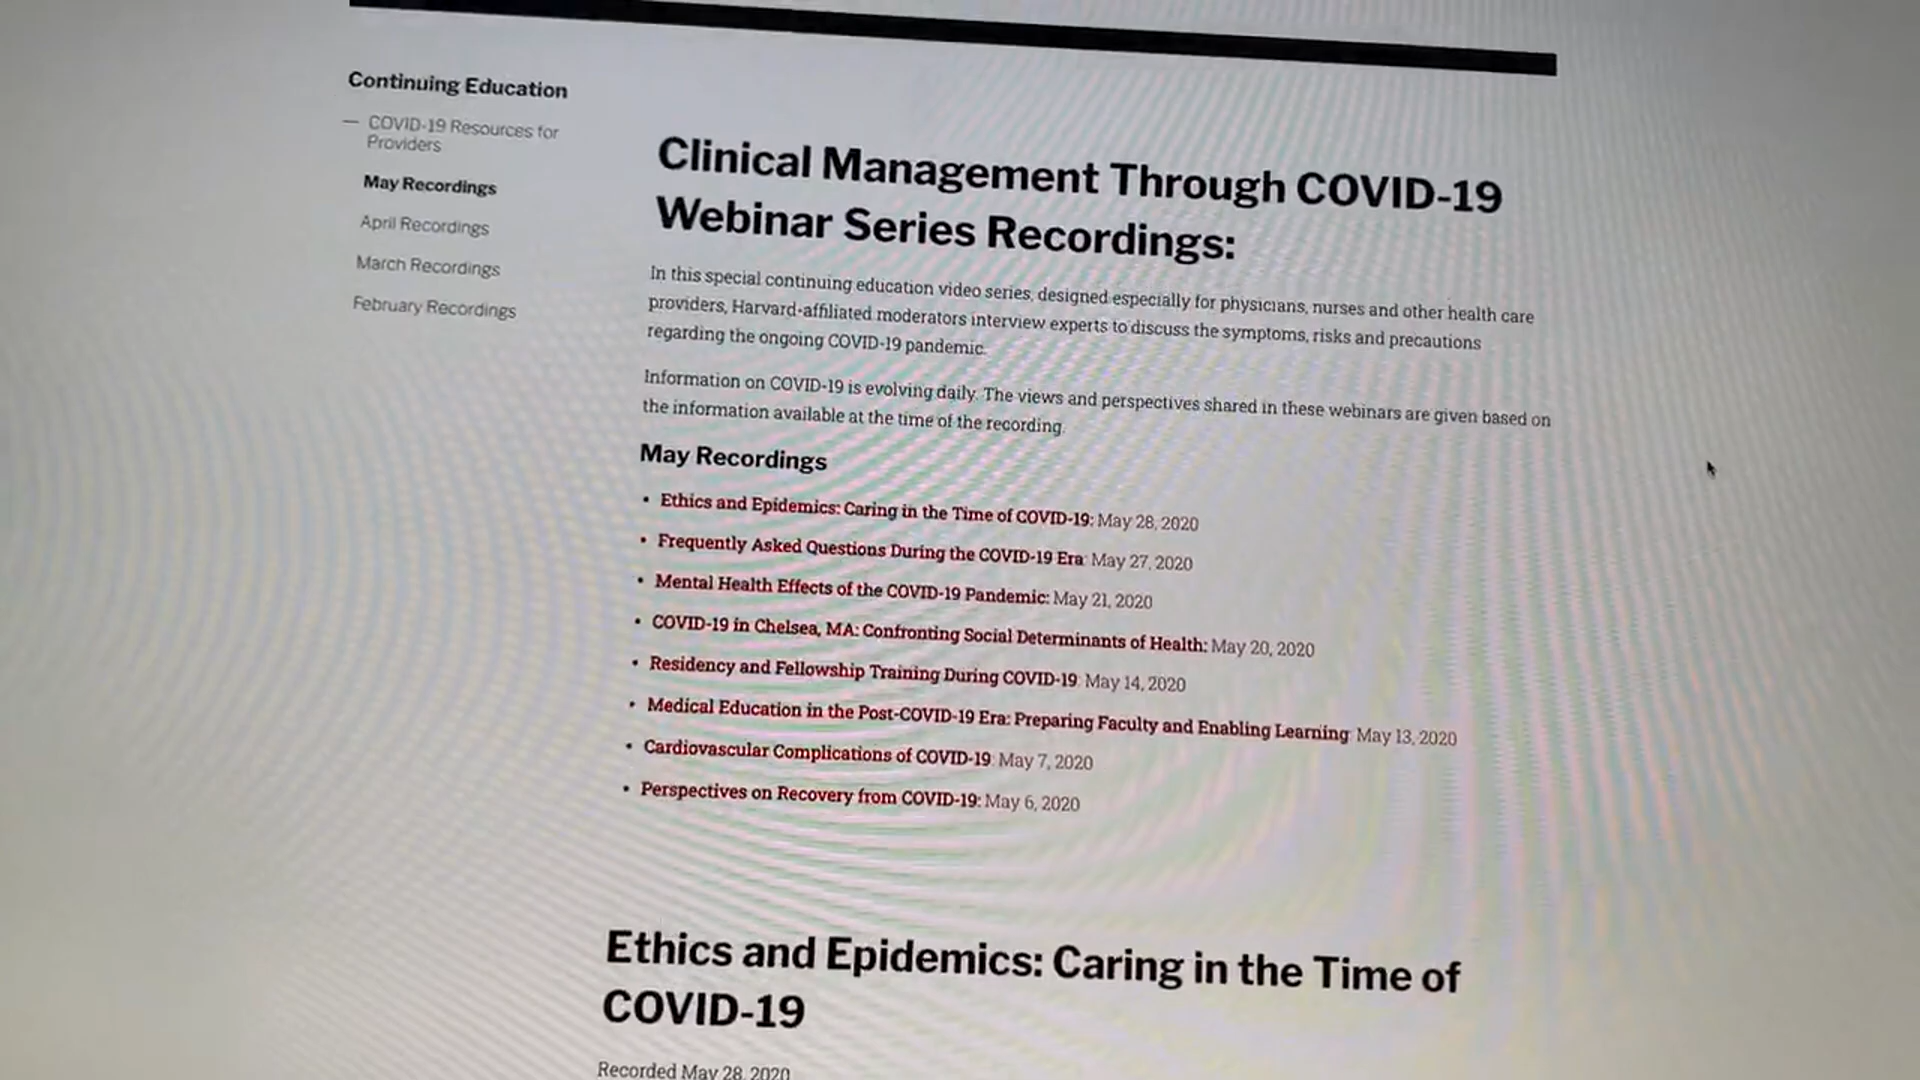 Continuing Education
— COVID-19 Resources for
Providers
May Recordings
April Recordings
March Recordings
February Recordings
Clinical Management Through COVID-19
Webinar Series Recordings:
In this special continuing education video series, designed especially for physicians, nurses and other health care
providers, Harvard-affiliated moderators interview experts to discuss the symptoms, risks and precautions
regarding the ongoing COVID-19 pandemic.
Information on COVID-19 is evolving daily. The views and perspectives shared in these webinars are given based on
the information available at the time of the recording.
May Recordings
• Ethics and Epidemics: Caring in the Time of COVID-19: May 28, 2020
• Frequently Asked Questions During the COVID-19 Era: May 27, 2020
• Mental Health Effects of the COVID-19 Pandemic: May 21, 2020
• COVID-19 in Chelsea, MA: Confronting Social Determinants of Health: May 20, 2020
• Residency and Fellowship Training During COVID-19: May 14, 2020
• Medical Education in the Post-COVID-19 Era: Preparing Faculty and Enabling Learning: May 13, 2020
• Cardiovascular Complications of COVID-19: May 7, 2020
• Perspectives on Recovery from COVID-19: May 6, 2020
Ethics and Epidemics: Caring in the Time of
COVID-19
Recorded May 28, 2020